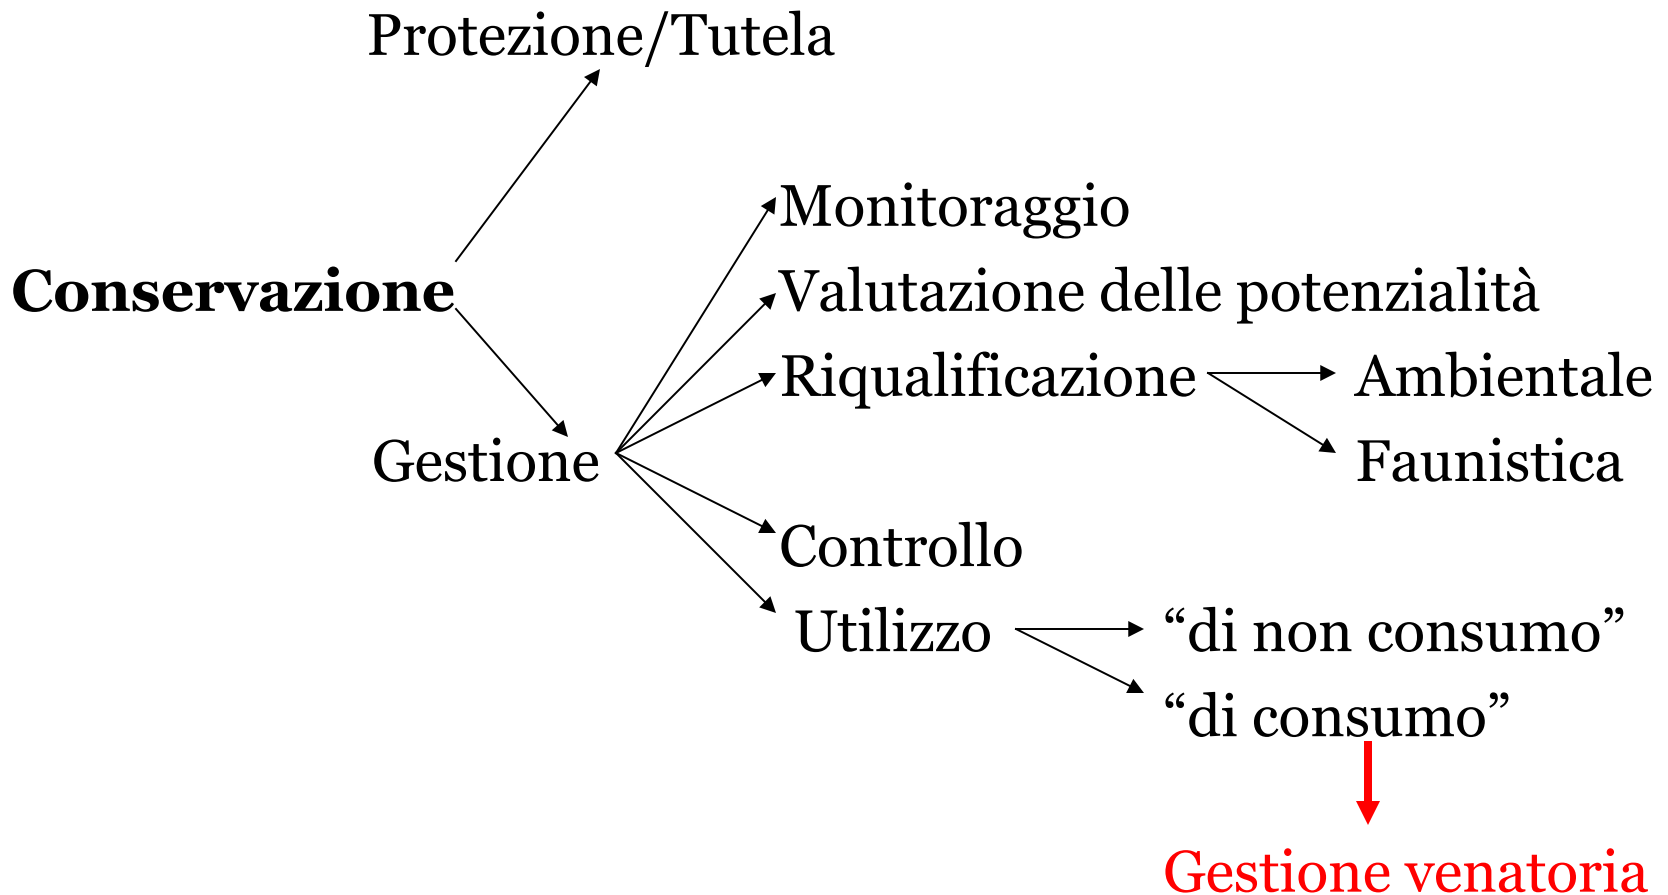 Protezione/Tutela
Monitoraggio
Conservazione
Valutazione delle potenzialità
Riqualificazione
Ambientale
Gestione
Faunistica
Controllo
Utilizzo
“di non consumo”
“di consumo”
Gestione venatoria